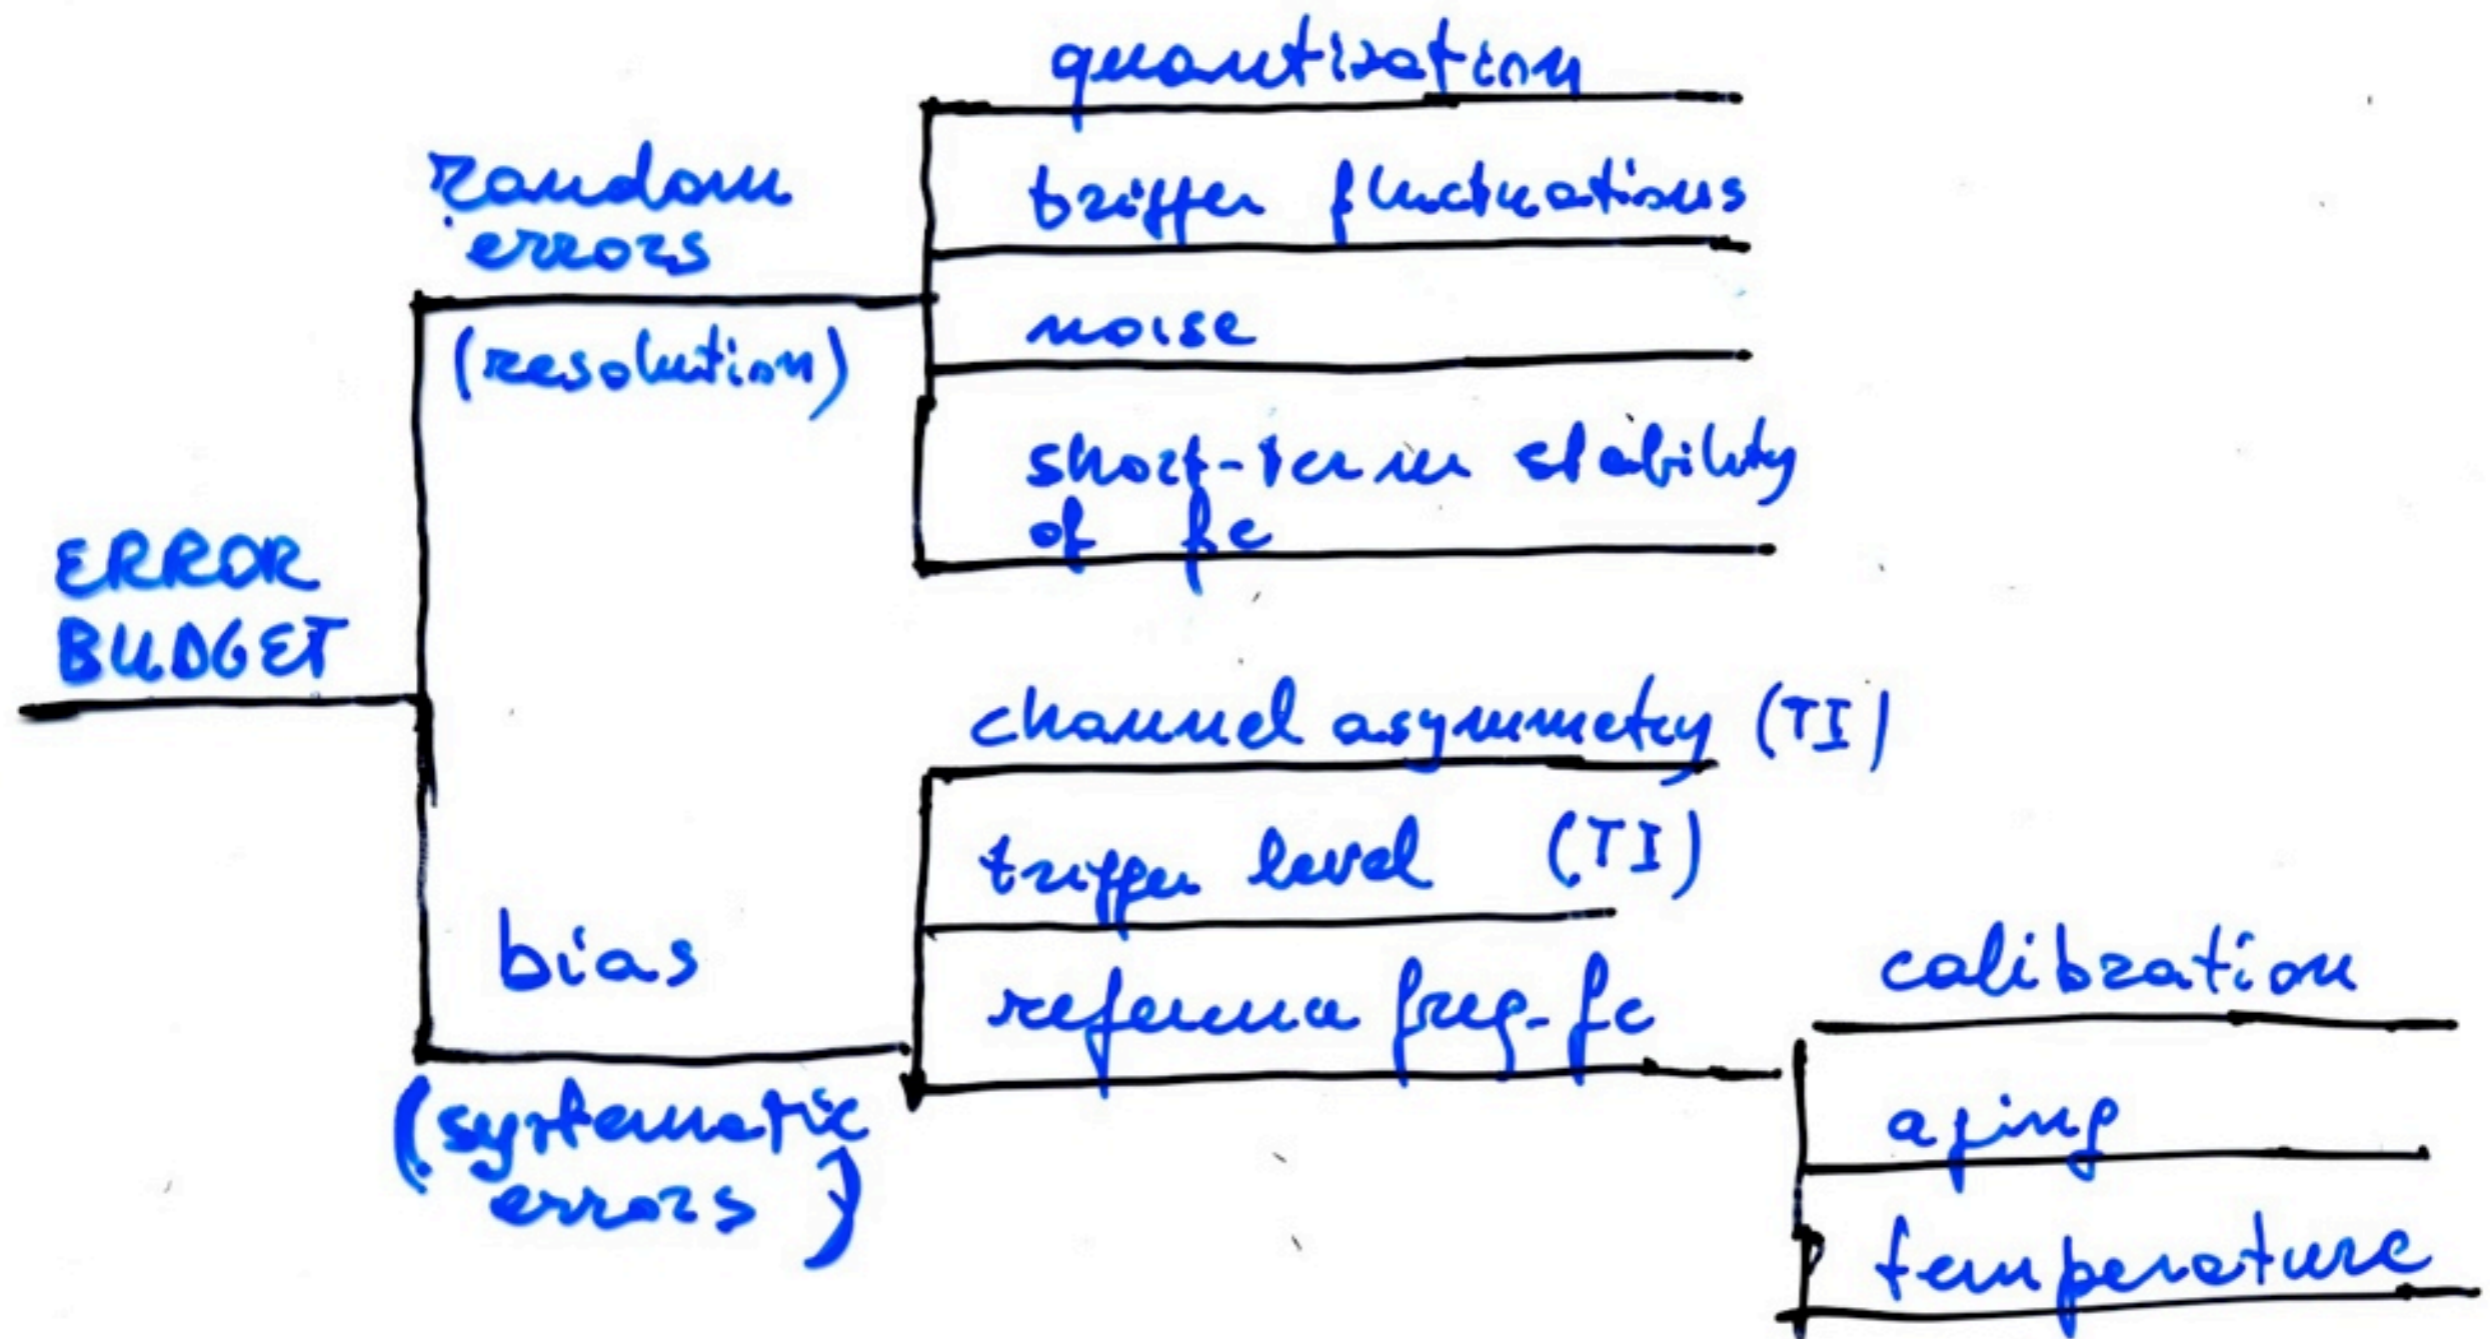 ERROR
BUDGET
random
errors
(resolution)
quantization
trigger fluctuations
noise
short-term stability
of fc
bias
(systematic
errors)
channel asymmetry (TI)
trigger level (TI)
reference freq. fc
calibration
aging
temperature